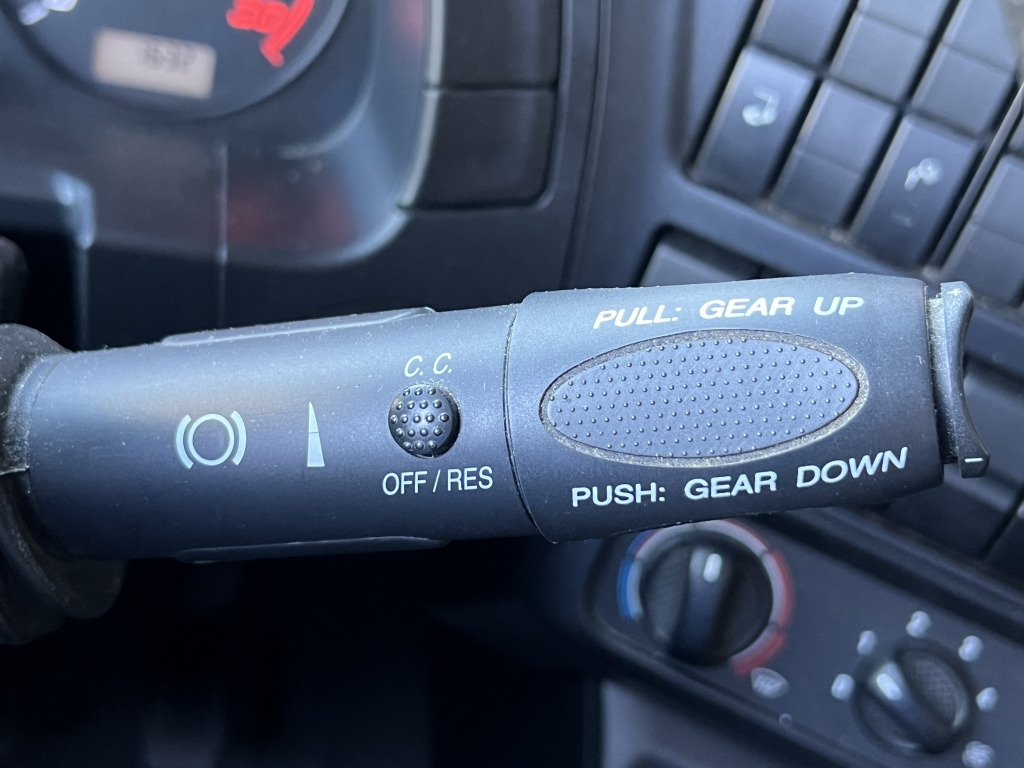 PULL: GEAR UP
C. C.
OFF / RES
PUSH: GEAR DOWN